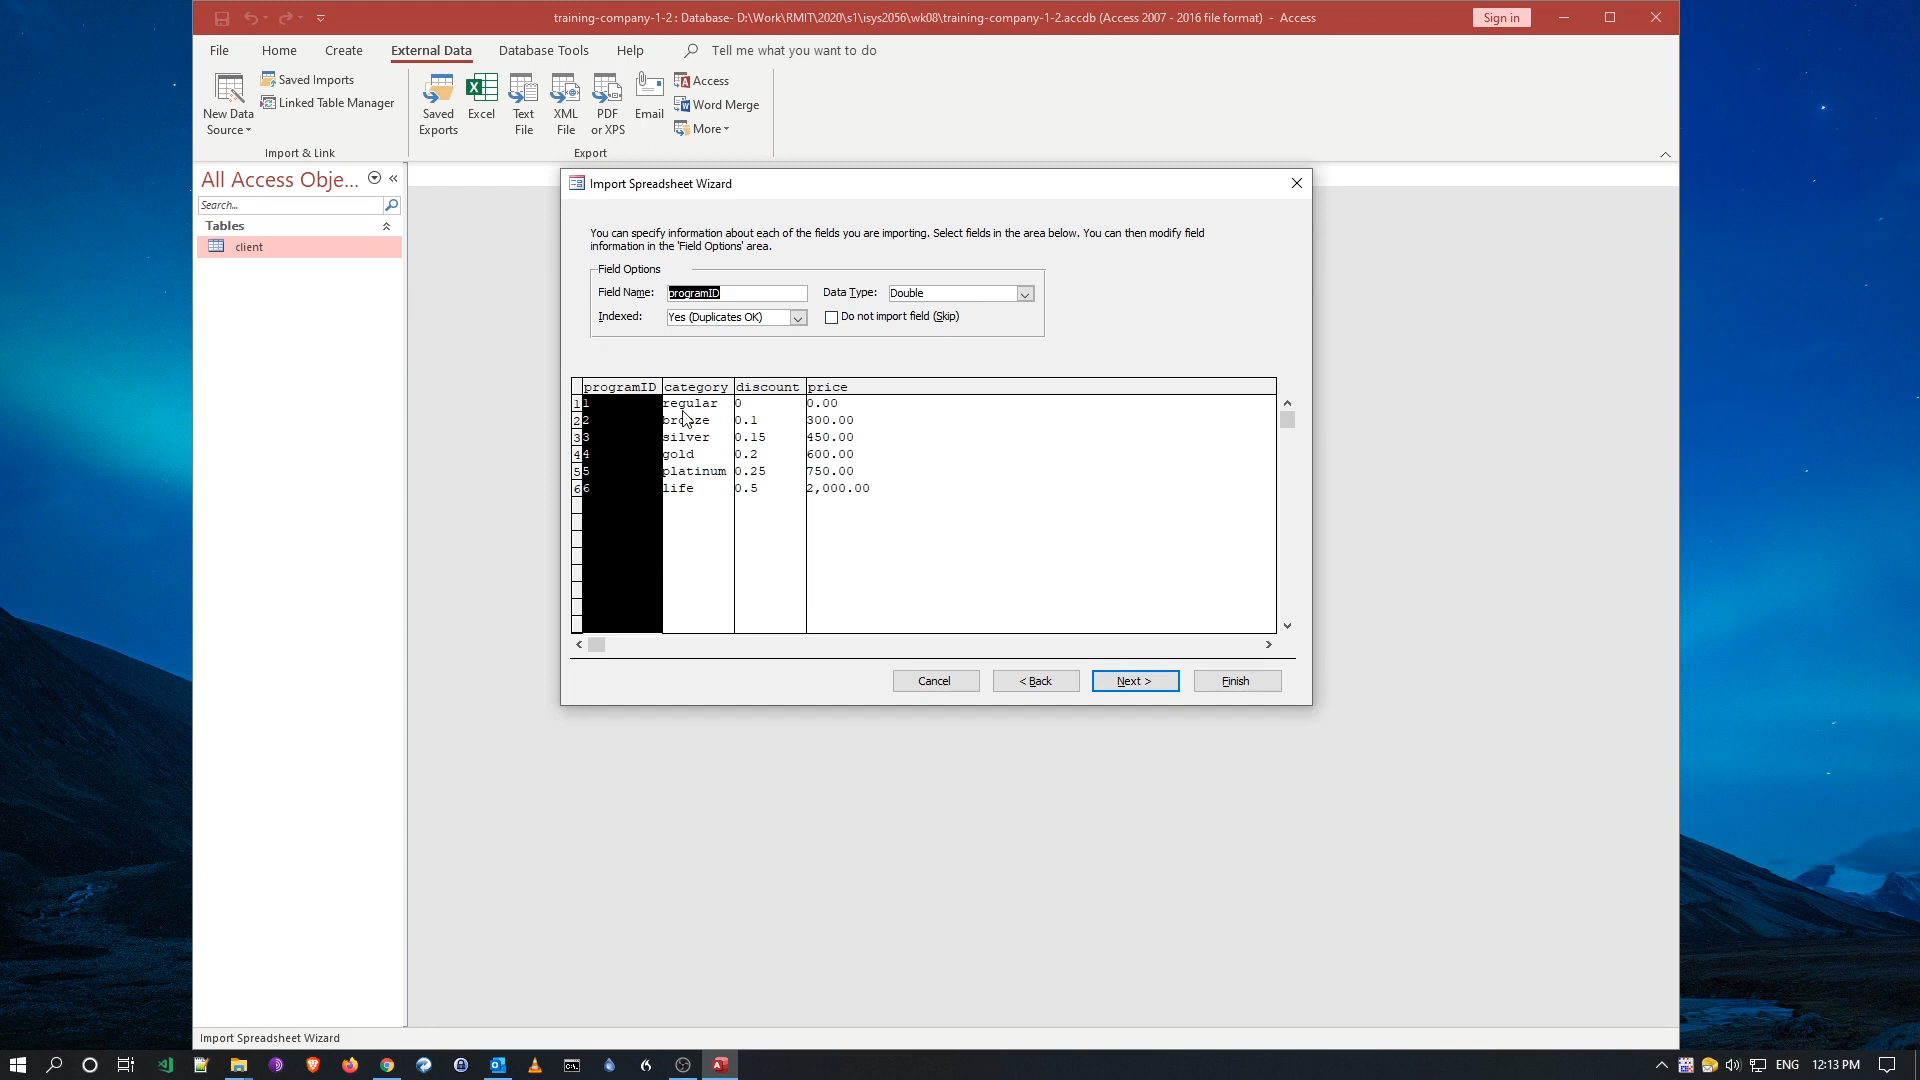 training-company-1-2 : Database- D:\Work\RMIT\2020\s1\isys2056\wk08\training-company-1-2.accdb (Access 2007 - 2016 file format) - Access
Sign in
File Home Create External Data Database Tools Help Tell me what you want to do
New Data Source
Saved Imports
Linked Table Manager
Import & Link
Saved Exports
Excel
Text File
XML File
PDF or XPS
Email
Access
Word Merge
More
Export
All Access Obje...
Search...
Tables
client
Import Spreadsheet Wizard
You can specify information about each of the fields you are importing. Select fields in the area below. You can then modify field
information in the 'Field Options' area.
Field Options
Field Name: programID Data Type: Double
Indexed: Yes (Duplicates OK) Do not import field (Skip)
programID category discount price
1 1 regular 0 0.00
2 2 bronze 0.1 300.00
3 3 silver 0.15 450.00
4 4 gold 0.2 600.00
5 5 platinum 0.25 750.00
6 6 life 0.5 2,000.00
Cancel < Back Next > Finish
Import Spreadsheet Wizard
ENG 12:13 PM